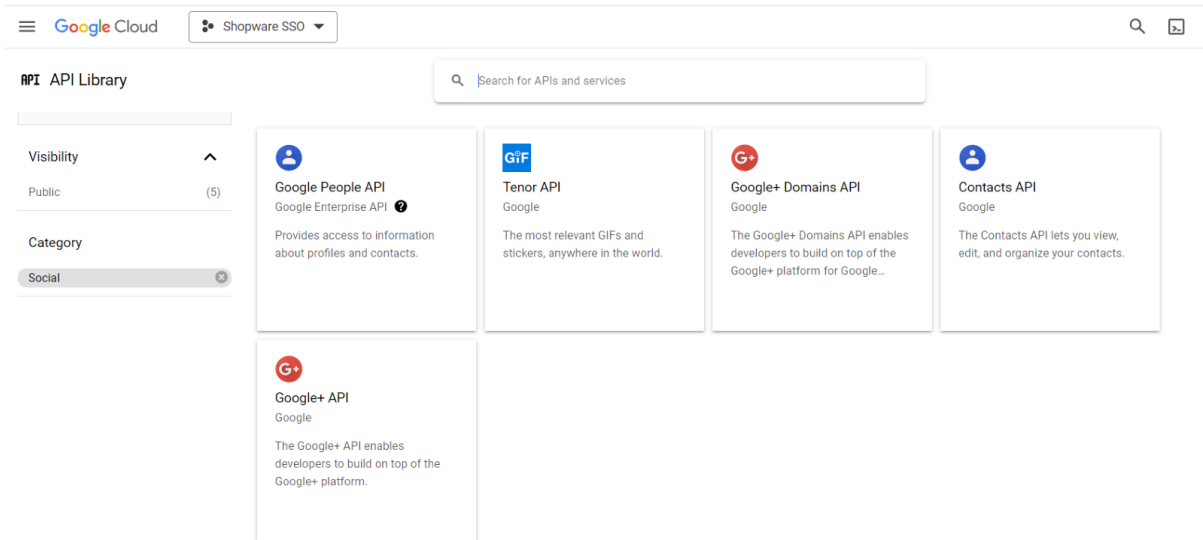 Google Cloud
Shopware SSO
API API Library
Search for APIs and services
Visibility
Public (5)
Category
Social
Google People API
Google Enterprise API
Provides access to information
about profiles and contacts.
GIF
Tenor API
Google
The most relevant GIFs and
stickers, anywhere in the world.
G+
Google+ Domains API
Google
The Google+ Domains API enables
developers to build on top of the
Google+ platform for Google...
Contacts API
Google
The Contacts API lets you view,
edit, and organize your contacts.
G+
Google+ API
Google
The Google+ API enables
developers to build on top of the
Google+ platform.